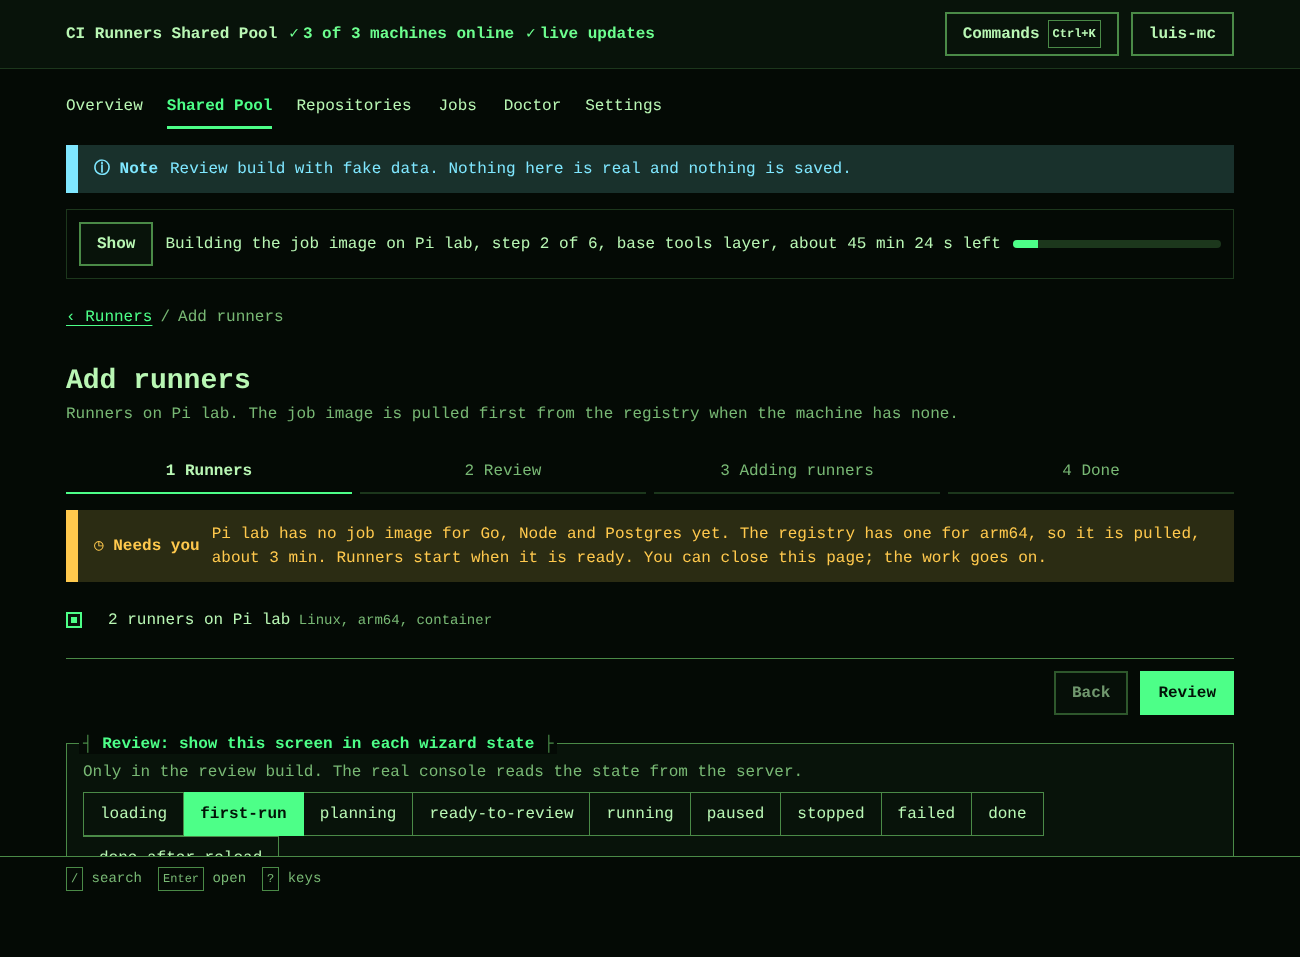 CI Runners Shared Pool ✓ 3 of 3 machines online ✓ live updates Commands Ctrl+K luis-mc
Overview Shared Pool Repositories Jobs Doctor Settings
ⓘ Note Review build with fake data. Nothing here is real and nothing is saved.
Show Building the job image on Pi lab, step 2 of 6, base tools layer, about 45 min 24 s left
‹ Runners / Add runners
Add runners
Runners on Pi lab. The job image is pulled first from the registry when the machine has none.
1 Runners 2 Review 3 Adding runners 4 Done
◷ Needs you Pi lab has no job image for Go, Node and Postgres yet. The registry has one for arm64, so it is pulled,
about 3 min. Runners start when it is ready. You can close this page; the work goes on.
2 runners on Pi lab Linux, arm64, container
Back Review
Review: show this screen in each wizard state
Only in the review build. The real console reads the state from the server.
loading first-run planning ready-to-review running paused stopped failed done
done after reload
/ search Enter open ? keys